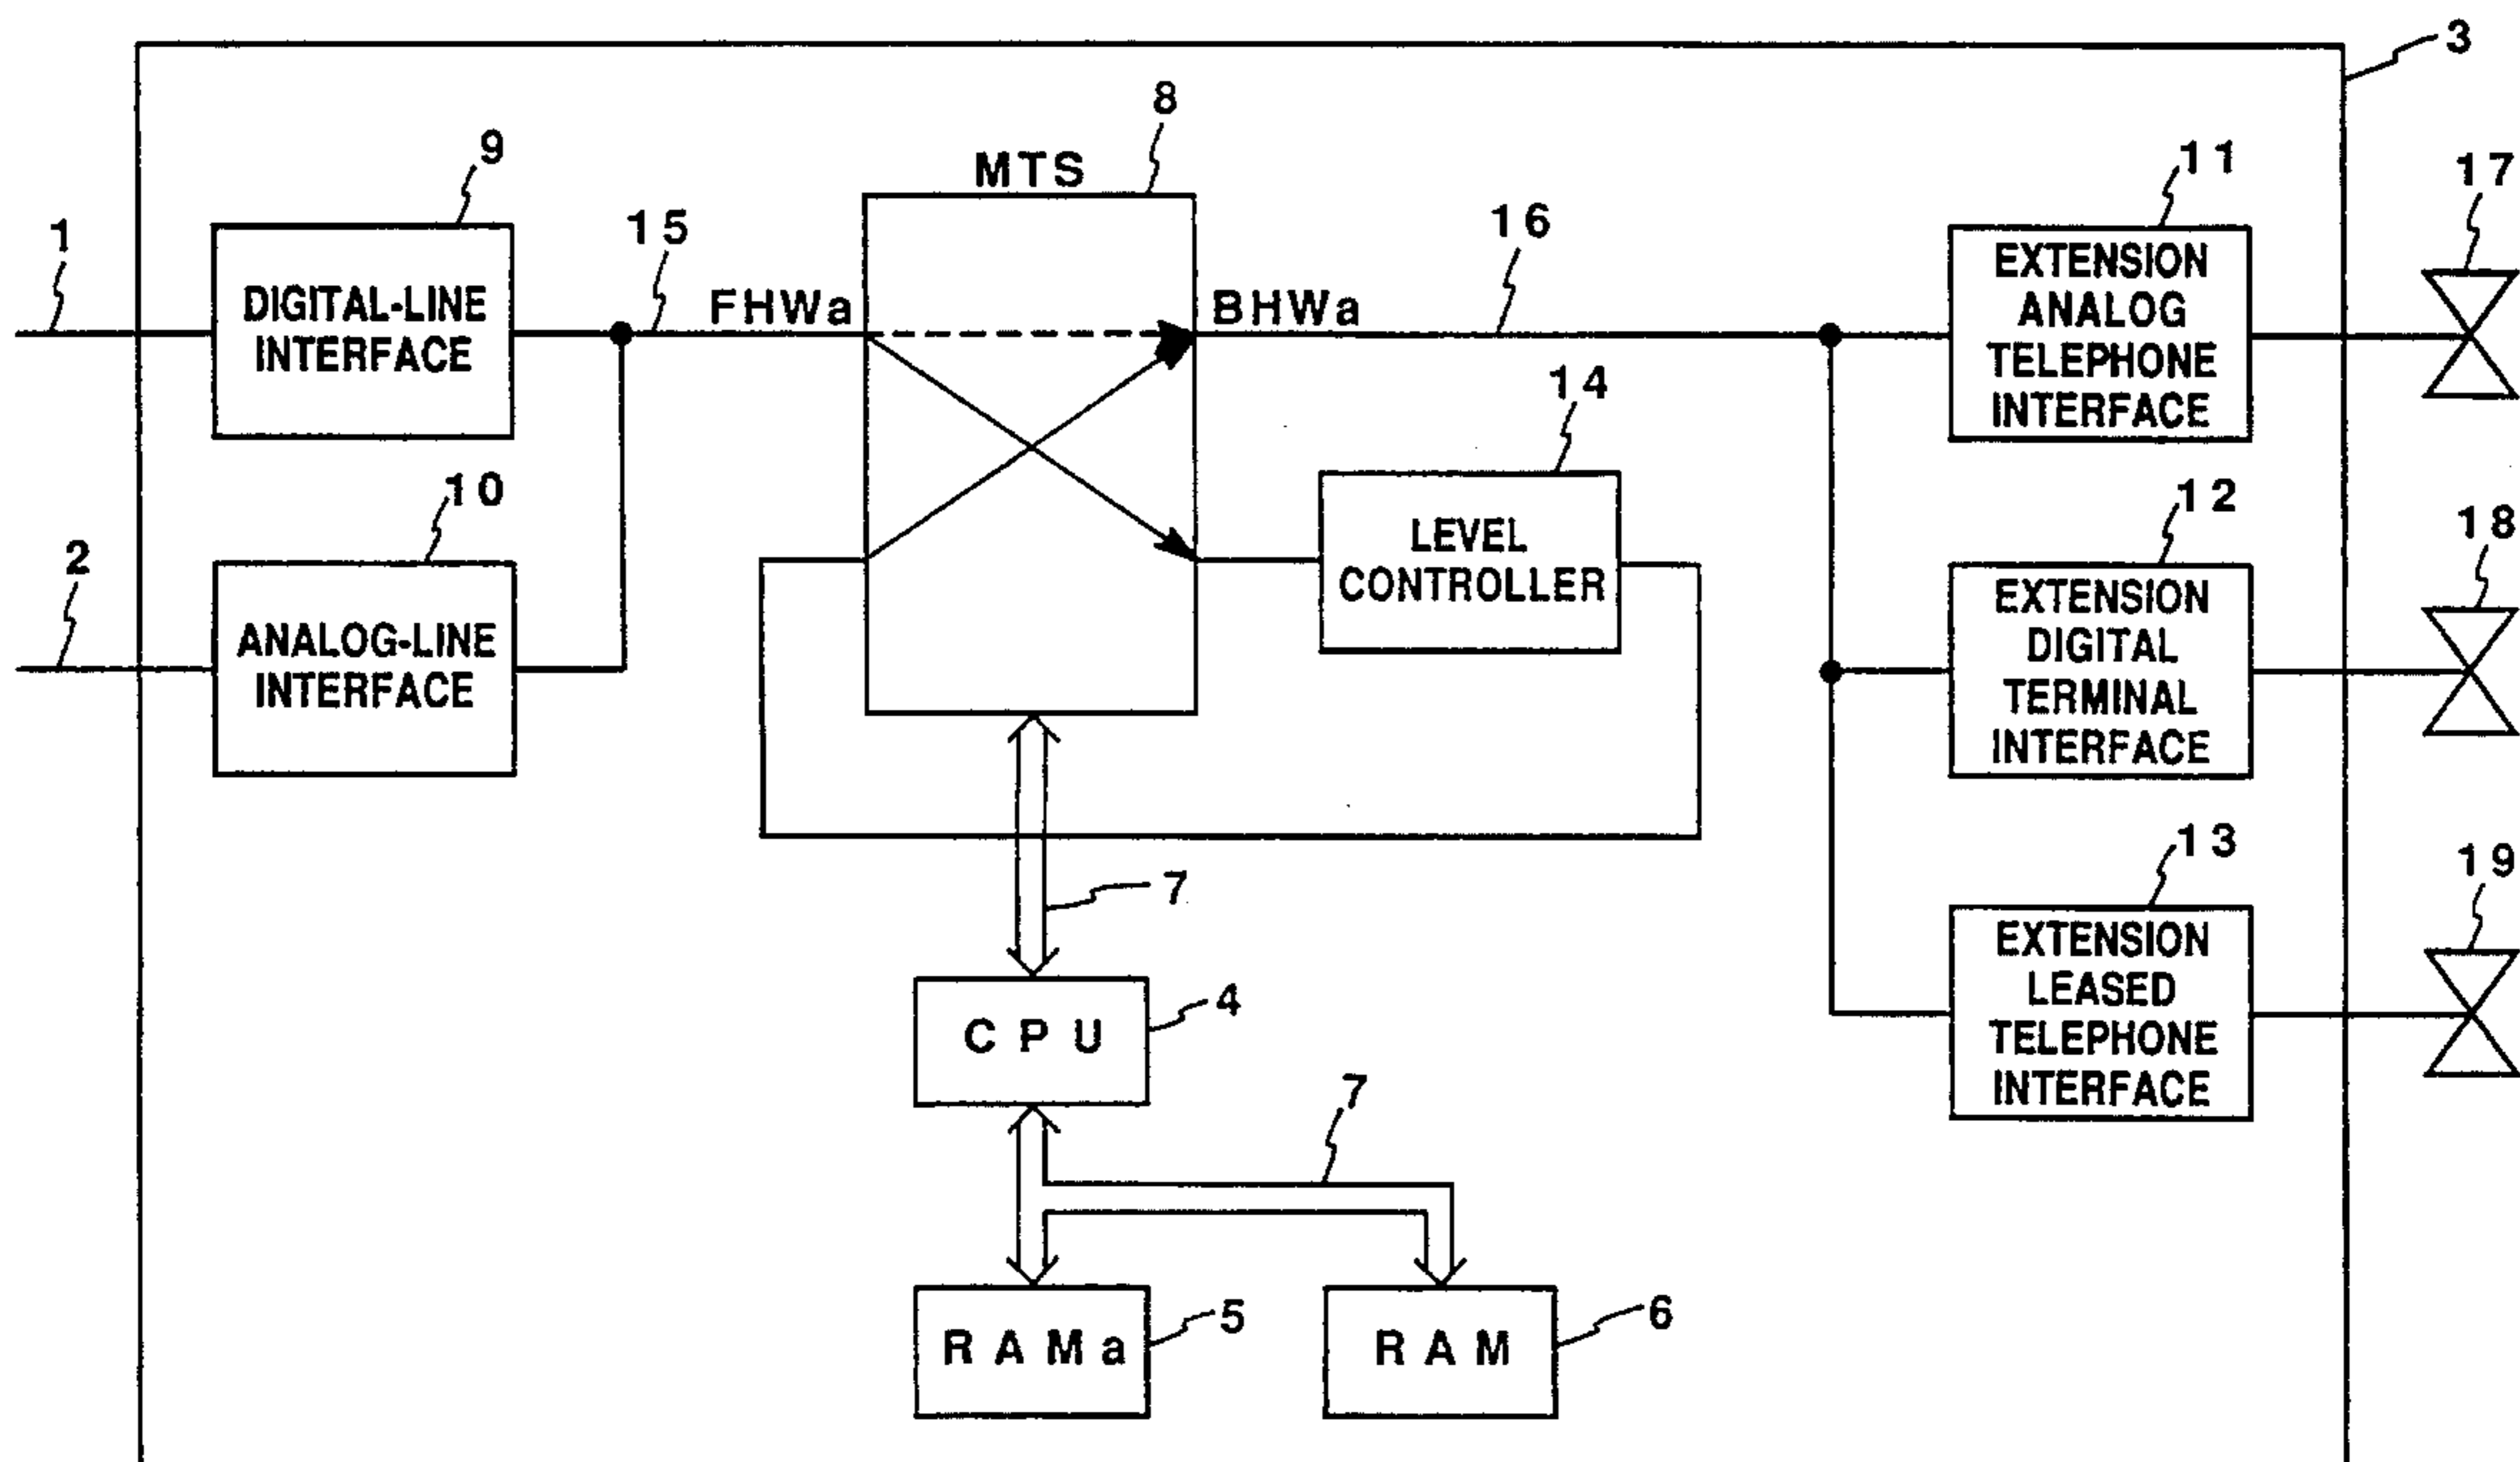 3
8
9
MTS
11
17
1
15
16
DIGITAL-LINE
INTERFACE
FHWa
BHWa
EXTENSION
ANALOG
TELEPHONE
INTERFACE
14
10
12
18
2
LEVEL
CONTROLLER
ANALOG-LINE
INTERFACE
EXTENSION
DIGITAL
TERMINAL
INTERFACE
13
19
7
EXTENSION
LEASED
TELEPHONE
INTERFACE
4
CPU
7
5
6
RAMa
RAM